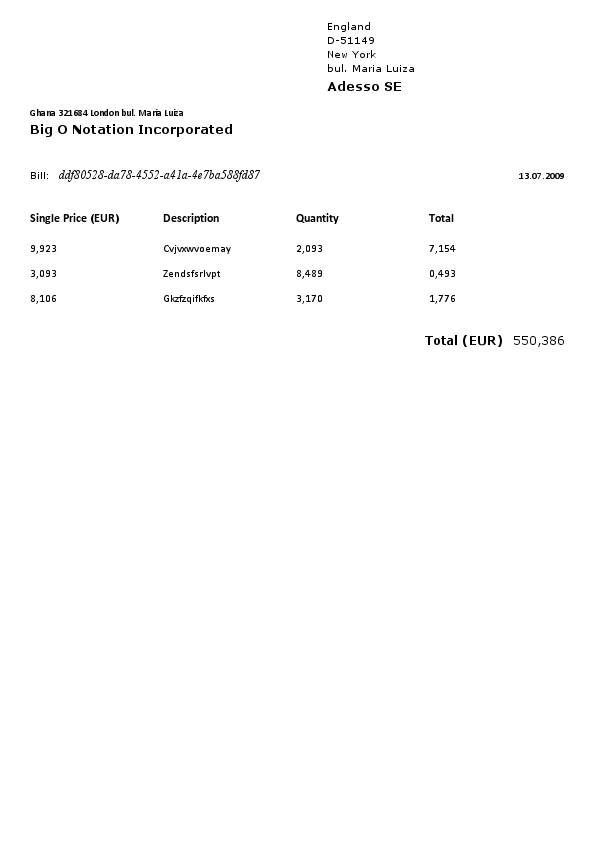 England
D-51149
New York
bul. Maria Luiza
Adesso SE
Ghana 321684 London bul. Maria Luiza
Big O Notation Incorporated
Bill: ddf80528-da78-4552-a41a-4e7ba588fd87 13.07.2009
Single Price (EUR) Description Quantity Total
9,923 Cvjvxwvoemay 2,093 7,154
3,093 Zendsfsrlvpt 8,489 0,493
8,106 Gkzfzqifkfxs 3,170 1,776
Total (EUR) 550,386